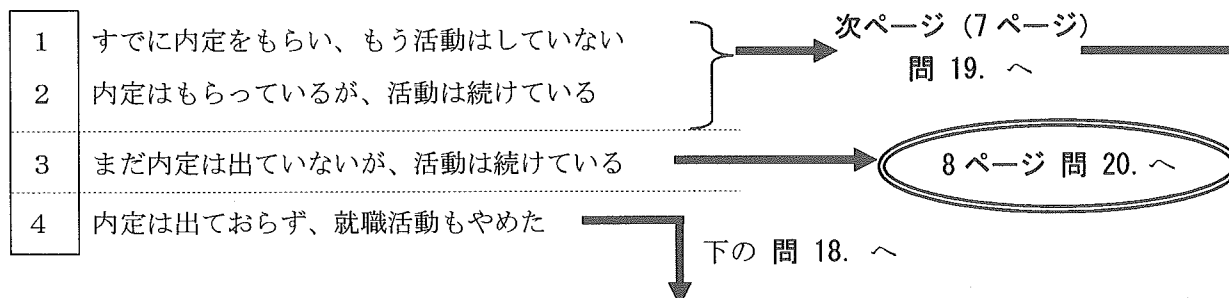 1 すでに内定をもらい、もう活動はしていない
2 内定はもらっているが、活動は続けている
次ページ (7 ページ)
問 19. へ
3 まだ内定は出ていないが、活動は続けている
8 ページ 問 20. へ
4 内定は出ておらず、就職活動もやめた
下の 問 18. へ